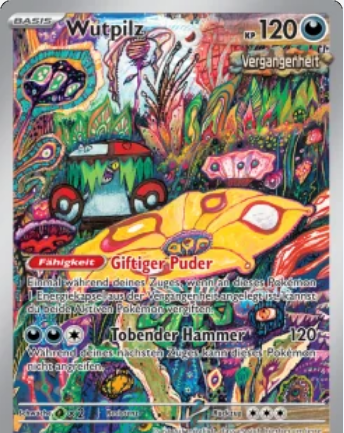 BASIS
Wutpilz
KP 120
Vergangenheit
Fähigkeit Giftiger Puder
Einmal während deines Zuges, wenn an dieses Pokémon
1 Energiekapsel aus der Vergangenheit angelegt ist, kannst
du beide Aktiven Pokémon vergiften.
Tobender Hammer 120
Während deines nächsten Zuges kann dieses Pokémon
nicht angreifen.
Schwäche ×2 Resistenz Rückzug